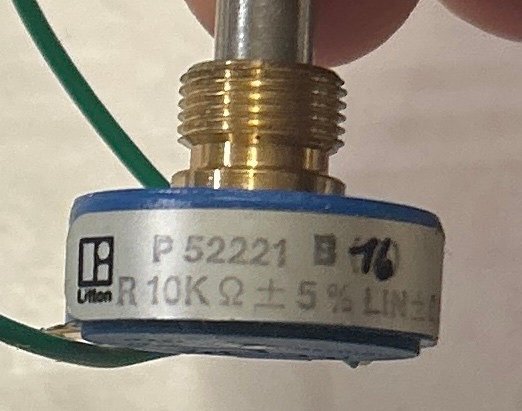 P 52221 B (16)
Litton R 10K Ω ± 5 % LIN ±